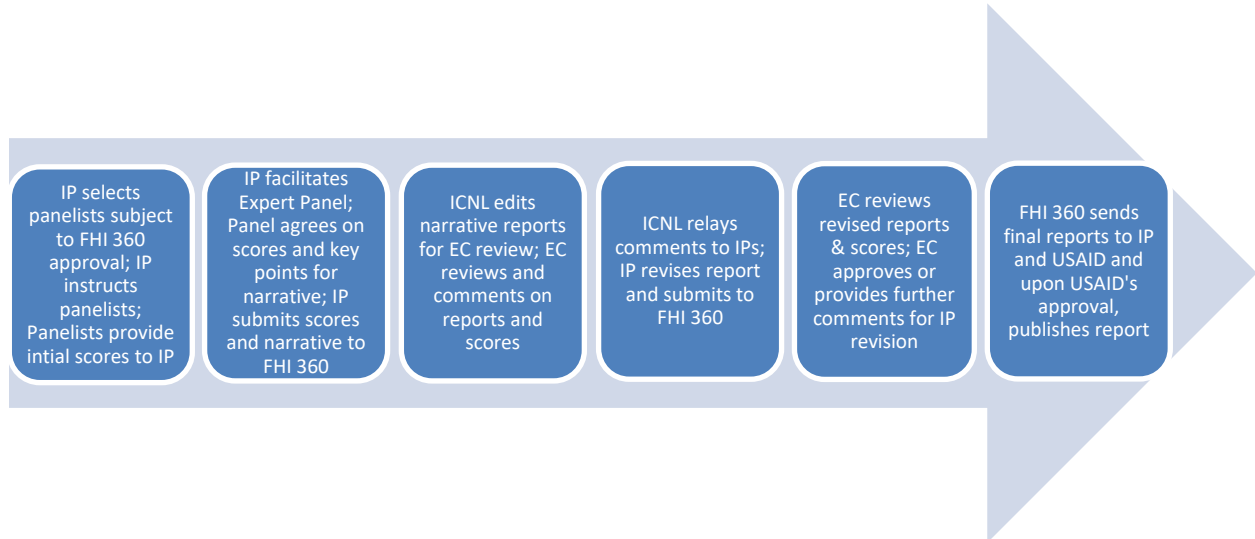 IP selects
panelists subject
to FHI 360
approval; IP
instructs
panelists;
Panelists provide
intial scores to IP
IP facilitates
Expert Panel;
Panel agrees on
scores and key
points for
narrative; IP
submits scores
and narrative to
FHI 360
ICNL edits
narrative reports
for EC review; EC
reviews and
comments on
reports and
scores
ICNL relays
comments to IPs;
IP revises report
and submits to
FHI 360
EC reviews
revised reports
& scores; EC
approves or
provides further
comments for IP
revision
FHI 360 sends
final reports to IP
and USAID and
upon USAID's
approval,
publishes report